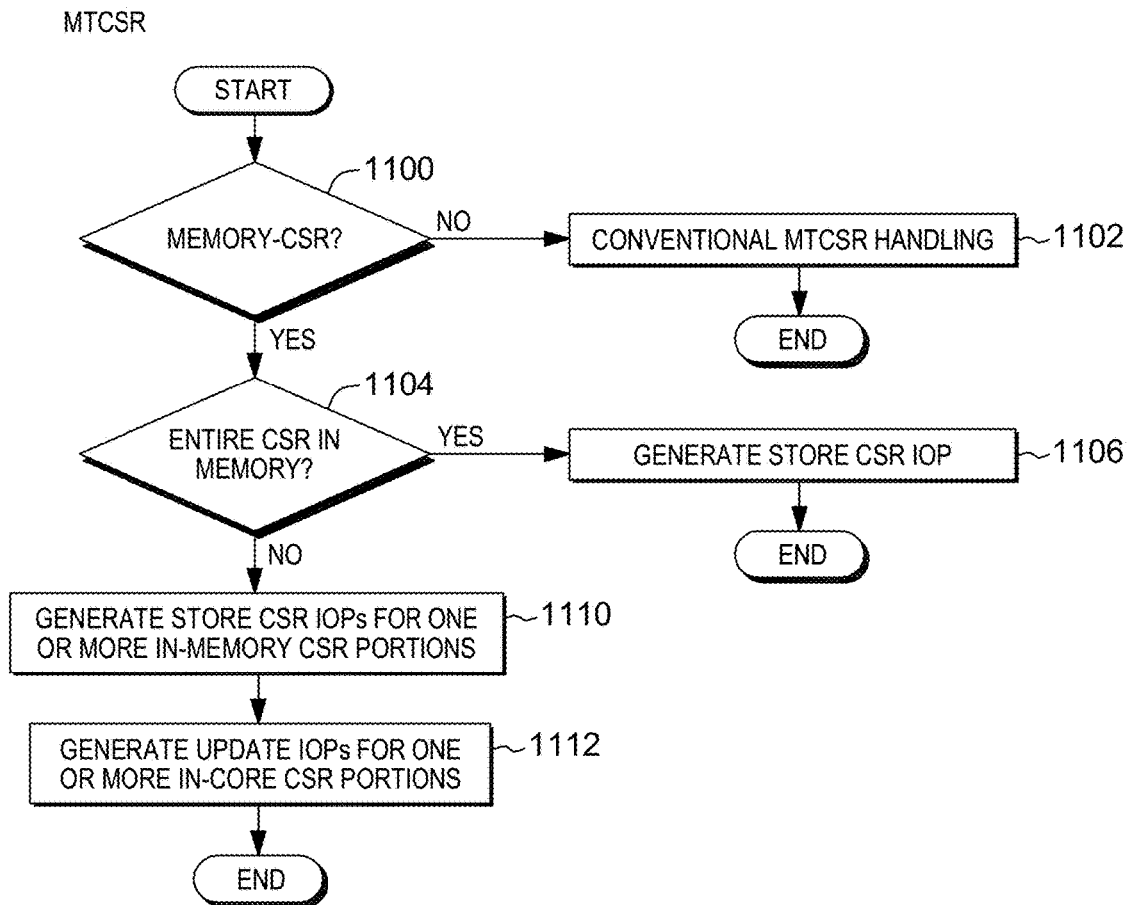 MTCSR
START
1100
MEMORY-CSR?
NO
CONVENTIONAL MTCSR HANDLING
1102
END
YES
1104
ENTIRE CSR IN
MEMORY?
YES
GENERATE STORE CSR IOP
1106
END
NO
GENERATE STORE CSR IOPs FOR ONE
OR MORE IN-MEMORY CSR PORTIONS
1110
GENERATE UPDATE IOPs FOR ONE
OR MORE IN-CORE CSR PORTIONS
1112
END